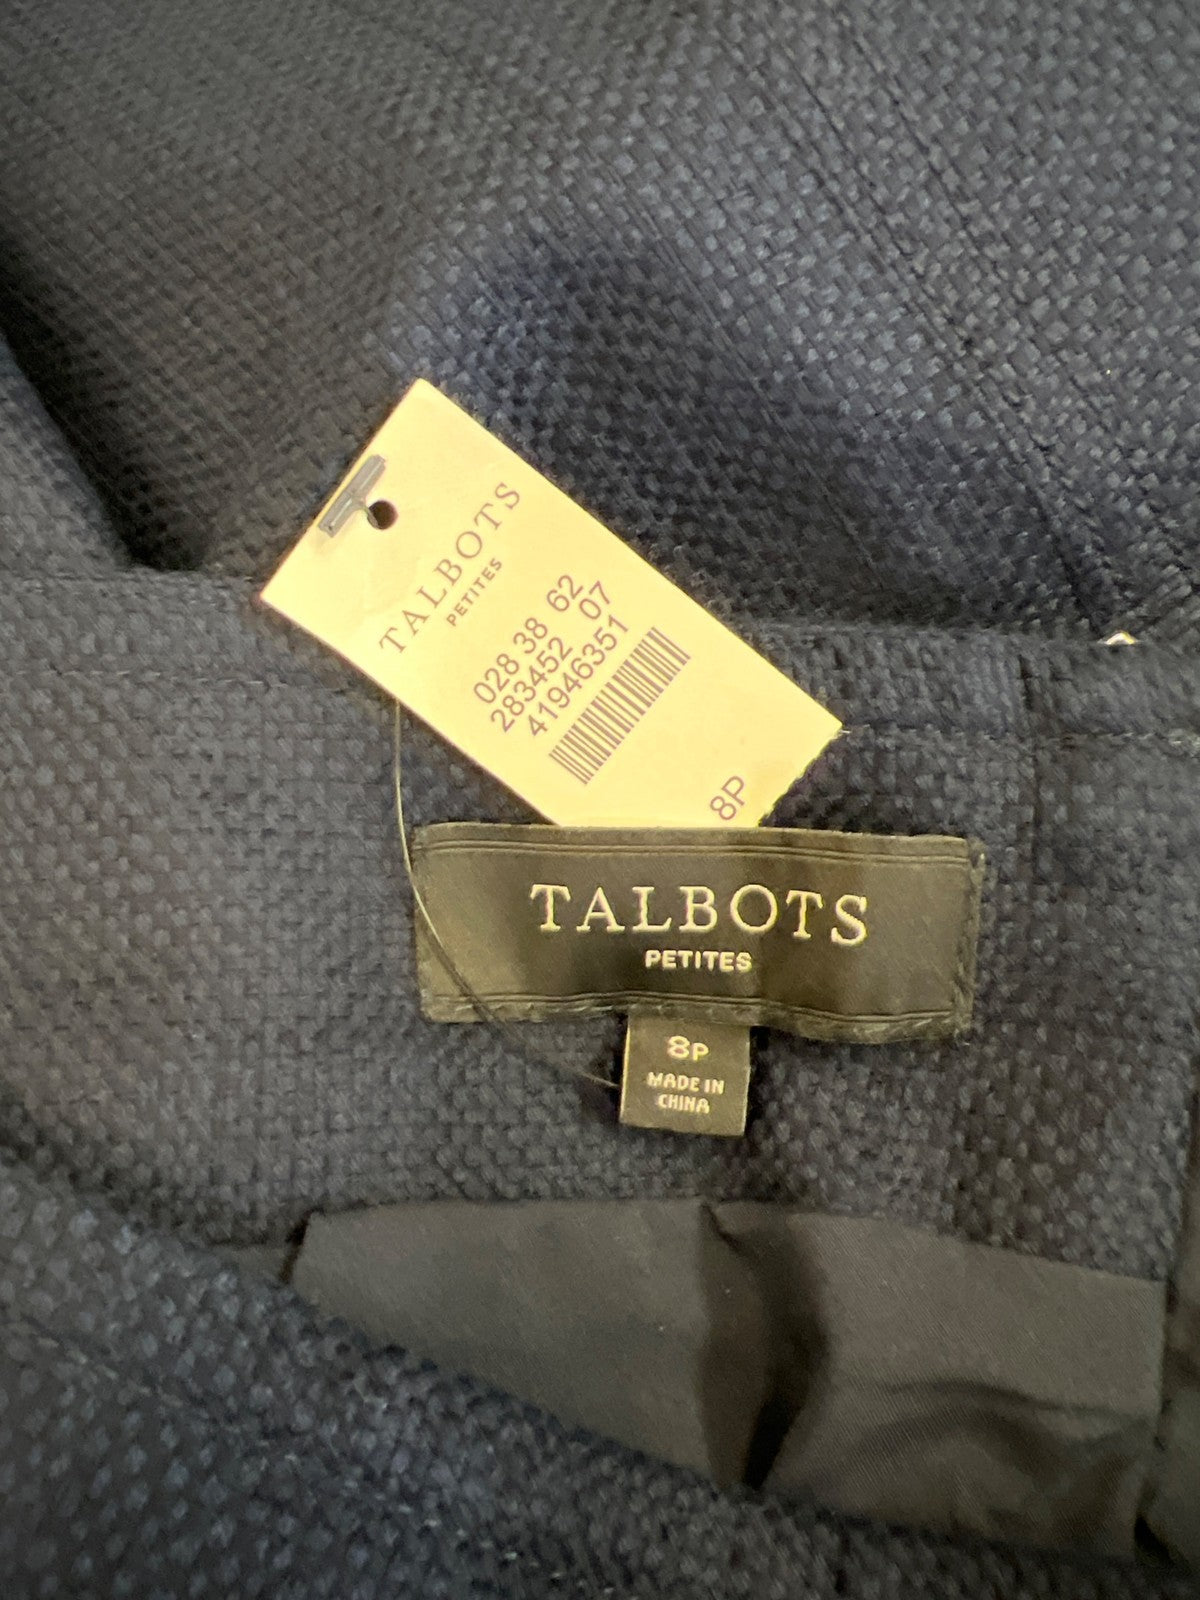 TALBOTS
PETITES
028 38 62
283452 07
41946351
8P
TALBOTS
PETITES
8P
MADE IN
CHINA